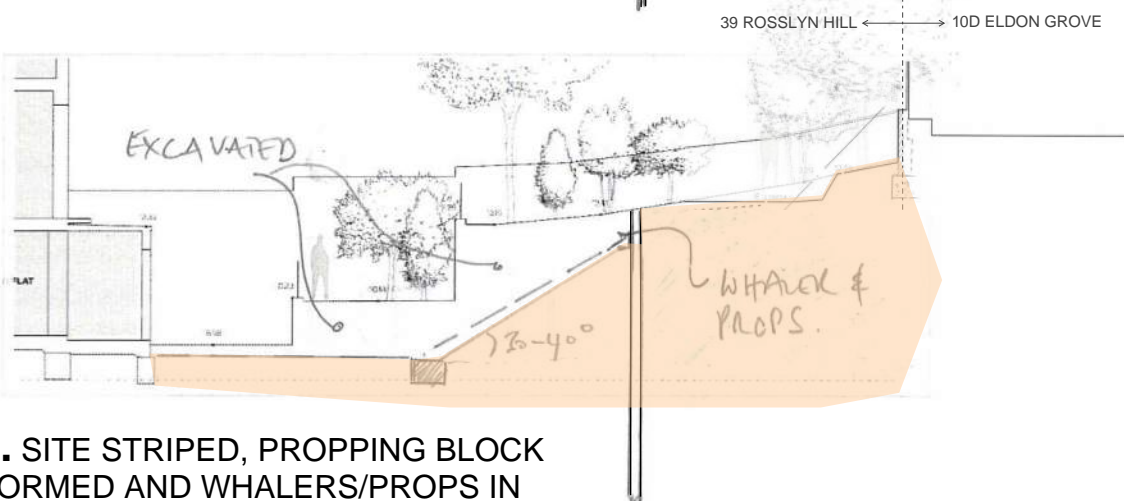 39 ROSSLYN HILL
10D ELDON GROVE
EXCAVATED
FLAT
WHALER &
PROPS.
30-40°
. SITE STRIPED, PROPPING BLOCK
ORMED AND WHALERS/PROPS IN